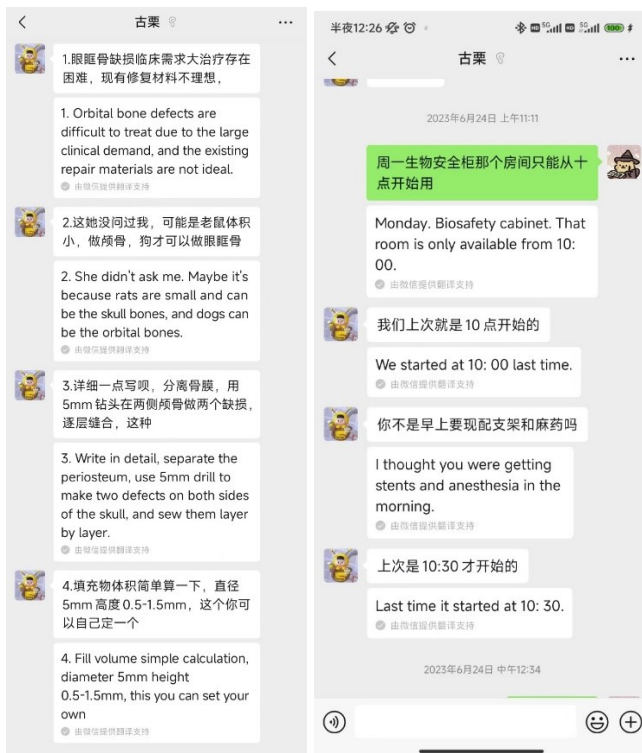 古栗
1.眼眶骨缺损临床需求大治疗存在
困难，现有修复材料不理想，
1. Orbital bone defects are
difficult to treat due to the large
clinical demand, and the existing
repair materials are not ideal.
由微信提供翻译支持
2.这她没问过我，可能是老鼠体积
小，做颅骨，狗才可以做眼眶骨
2. She didn't ask me. Maybe it's
because rats are small and can
be the skull bones, and dogs can
be the orbital bones.
由微信提供翻译支持
3.详细一点写呗，分离骨膜，用
5mm钻头在两侧颅骨做两个缺损，
逐层缝合，这种
3. Write in detail, separate the
periosteum, use 5mm drill to
make two defects on both sides
of the skull, and sew them layer
by layer.
由微信提供翻译支持
4.填充物体积简单算一下，直径
5mm高度0.5-1.5mm，这个你可
以自己定一个
4. Fill volume simple calculation,
diameter 5mm height
0.5-1.5mm, this you can set your
own
由微信提供翻译支持
半夜12:26
5G 5G 100
古栗
2023年6月24日 上午11:11
周一生物安全柜那个房间只能从十
点开始用
Monday. Biosafety cabinet. That
room is only available from 10:
00.
由微信提供翻译支持
我们上次就是10点开始的
We started at 10: 00 last time.
由微信提供翻译支持
你不是早上要现配支架和麻药吗
I thought you were getting
stents and anesthesia in the
morning.
由微信提供翻译支持
上次是10:30才开始的
Last time it started at 10: 30.
由微信提供翻译支持
2023年6月24日 中午12:34